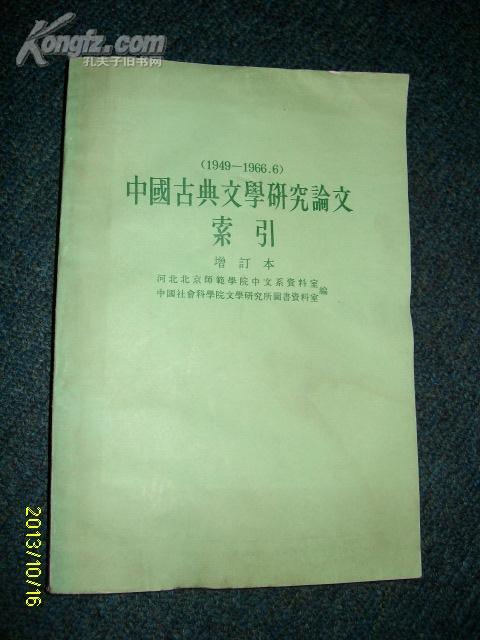 Kongfz.com
孔夫子旧书网
(1949—1966.6)
中國古典文學研究論文
索引
增訂本
河北北京師範學院中文系資料室
中國社會科學院文學研究所圖書資料室
編
2013/10/16